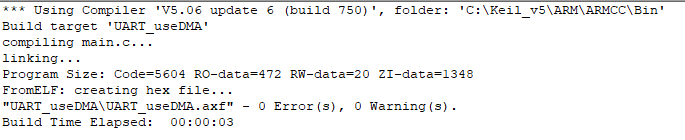 *** Using Compiler 'V5.06 update 6 (build 750)', folder: 'C:\Keil_v5\ARM\ARMCC\Bin'
Build target 'UART_useDMA'
compiling main.c...
linking...
Program Size: Code=5604 RO-data=472 RW-data=20 ZI-data=1348
FromELF: creating hex file...
"UART_useDMA\UART_useDMA.axf" - 0 Error(s), 0 Warning(s).
Build Time Elapsed:  00:00:03